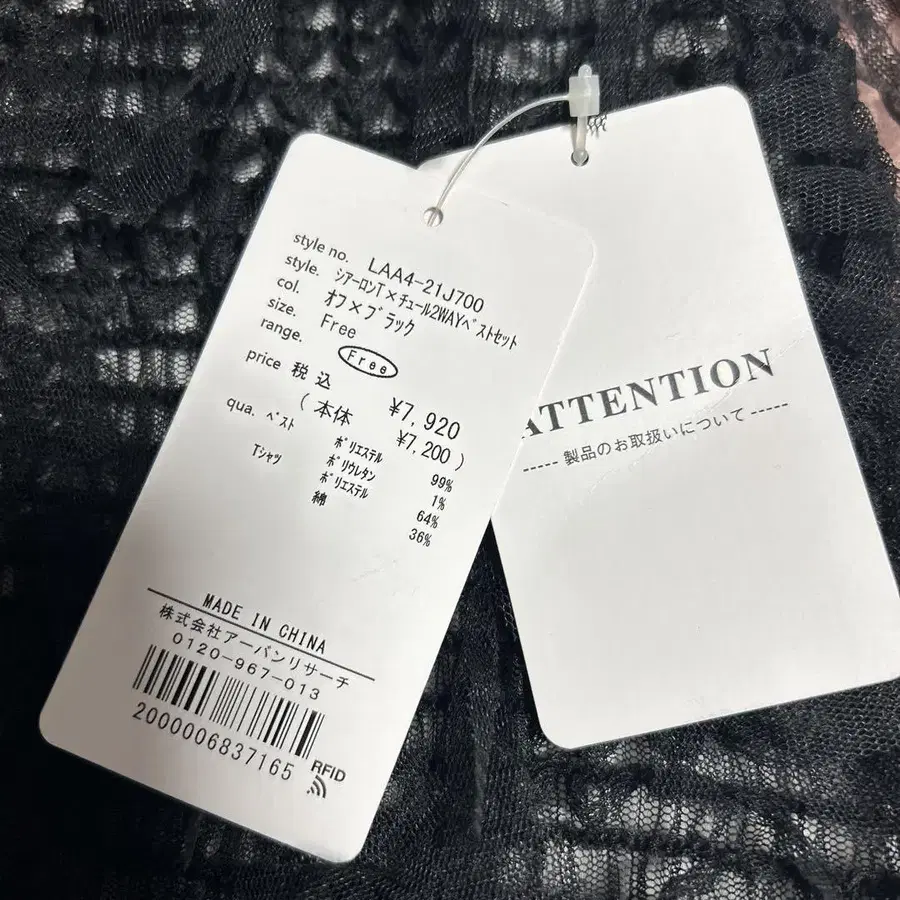 style no. LAA4-21J700
style. シアーロンT×チュール2WAYベストセット
col. オフ×ブラック
size. Free
range. Free
price 税込 ¥7,920
(本体 ¥7,200)
qua. ベスト ポリエステル 99%
ポリウレタン 1%
Tシャツ ポリエステル 64%
綿 36%
MADE IN CHINA
株式会社アーバンリサーチ
0120-967-013
2000006837165
RFID
ATTENTION
----- 製品のお取扱いについて -----